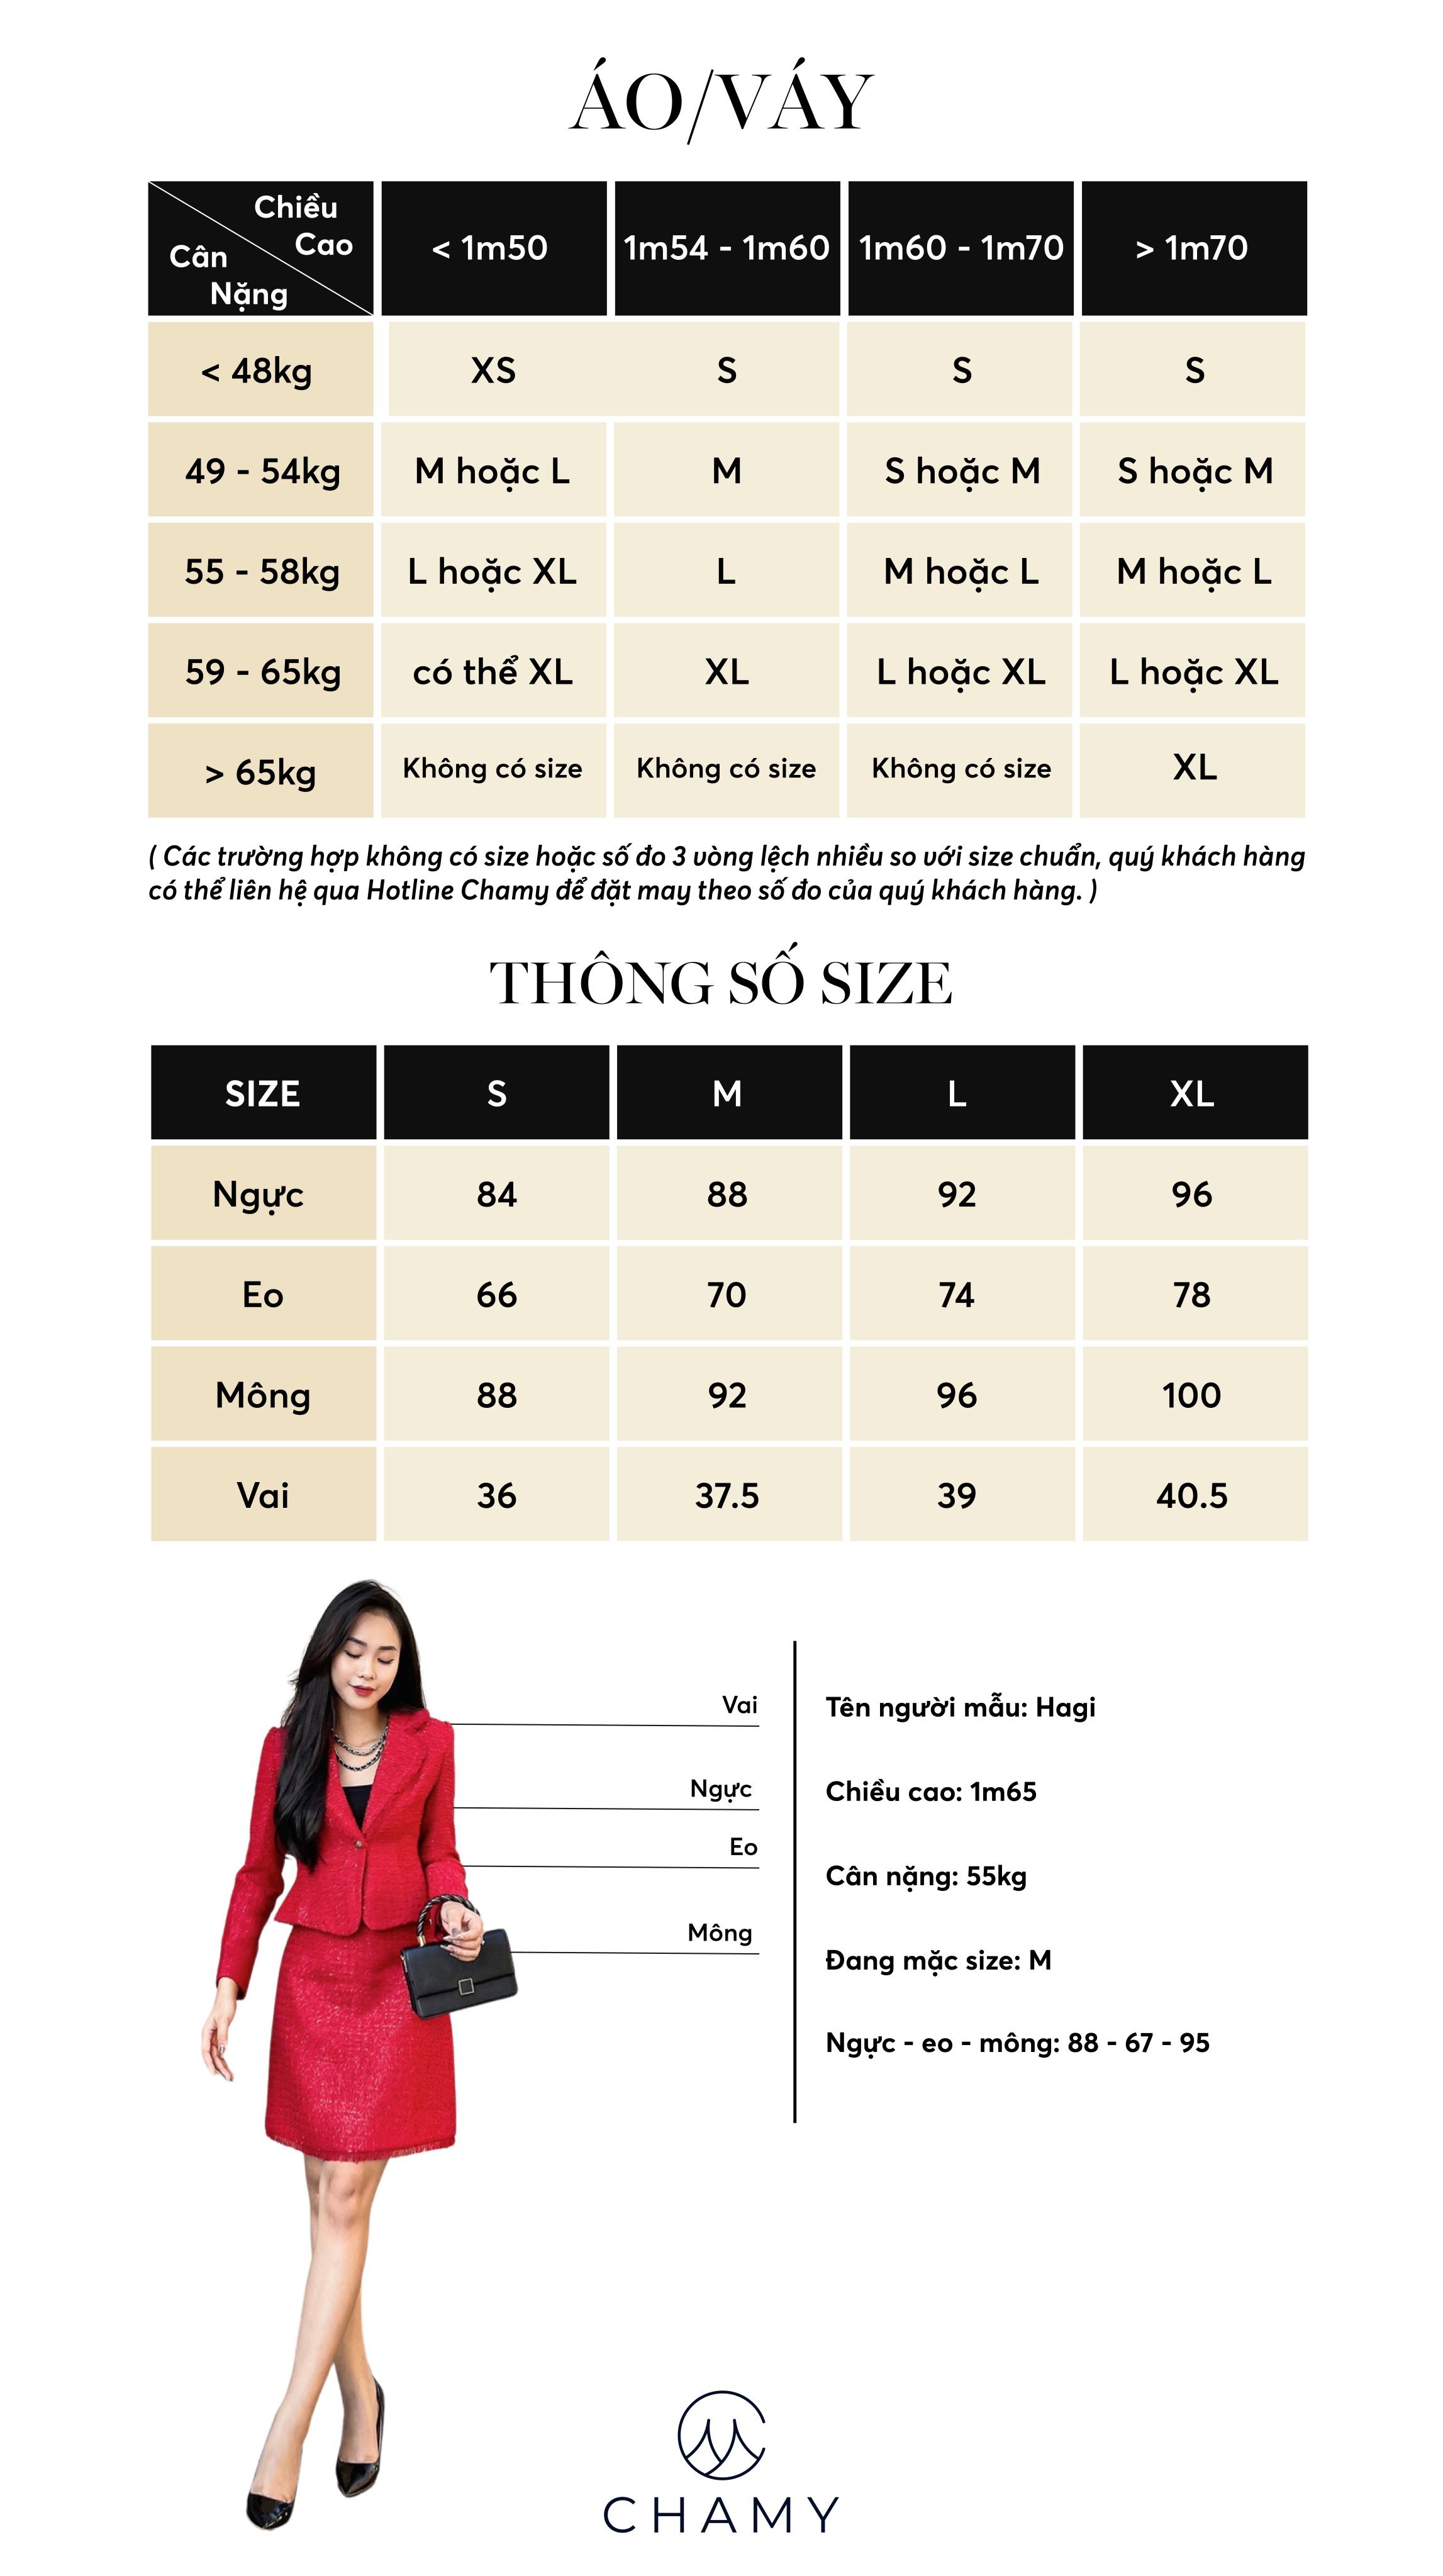 ÁO/VÁY
Chiều
Cao
Cân
Nặng
< 1m50
1m54 - 1m60
1m60 - 1m70
> 1m70
< 48kg
XS
S
S
S
49 - 54kg
M hoặc L
M
S hoặc M
S hoặc M
55 - 58kg
L hoặc XL
L
M hoặc L
M hoặc L
59 - 65kg
có thể XL
XL
L hoặc XL
L hoặc XL
> 65kg
Không có size
Không có size
Không có size
XL
( Các trường hợp không có size hoặc số đo 3 vòng lệch nhiều so với size chuẩn, quý khách hàng
có thể liên hệ qua Hotline Chamy để đặt may theo số đo của quý khách hàng. )
THÔNG SỐ SIZE
SIZE
S
M
L
XL
Ngực
84
88
92
96
Eo
66
70
74
78
Mông
88
92
96
100
Vai
36
37.5
39
40.5
Vai
Ngực
Eo
Mông
Tên người mẫu: Hagi
Chiều cao: 1m65
Cân nặng: 55kg
Đang mặc size: M
Ngực - eo - mông: 88 - 67 - 95
CHAMY